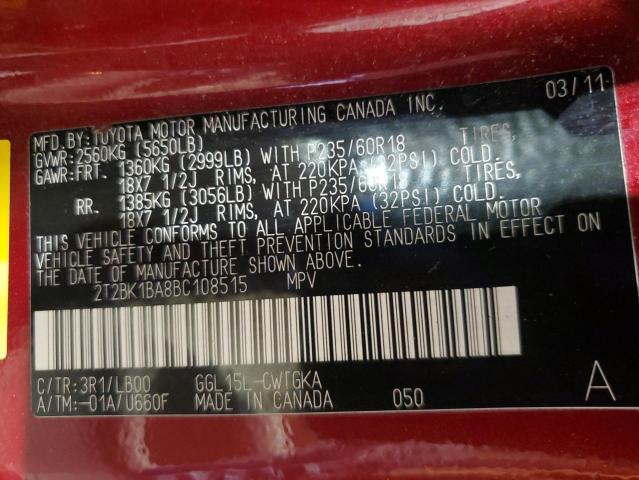 03/11
MFD.BY:TOYOTA MOTOR MANUFACTURING CANADA INC.
GVWR:2560KG (5650LB)
GAWR:FRT. 1360KG (2999LB) WITH P235/60R18 TIRES,
18X7 1/2J RIMS, AT 220KPA (32PSI) COLD.
RR. 1385KG (3056LB) WITH P235/60R18 TIRES,
18X7 1/2J RIMS, AT 220KPA (32PSI) COLD.
THIS VEHICLE CONFORMS TO ALL APPLICABLE FEDERAL MOTOR
VEHICLE SAFETY AND THEFT PREVENTION STANDARDS IN EFFECT ON
THE DATE OF MANUFACTURE SHOWN ABOVE.
2T2BK1BA8BC108515 MPV
C/TR:3R1/LB00 GGL15L-CWTGKA
A/TM:-01A/U660F MADE IN CANADA 050 A